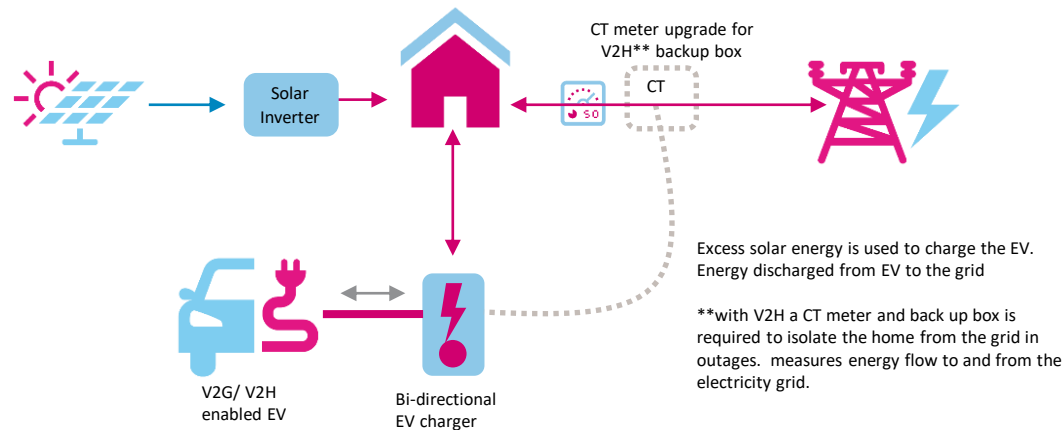 CT meter upgrade for
V2H** backup box
CT
Solar
Inverter
50
Excess solar energy is used to charge the EV.
Energy discharged from EV to the grid
**with V2H a CT meter and back up box is
required to isolate the home from the grid in
outages.  measures energy flow to and from the
electricity grid.
V2G/ V2H
enabled EV
Bi-directional
EV charger